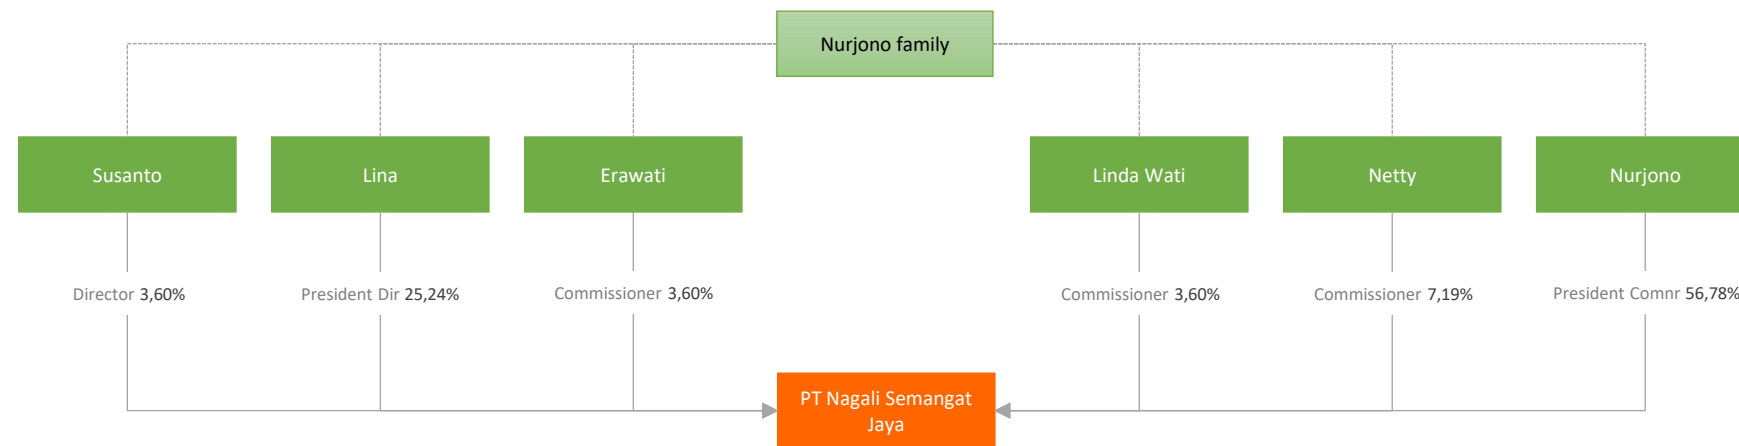 Nurjono family
Susanto
Lina
Erawati
Linda Wati
Netty
Nurjono
Director 3,60%
President Dir 25,24%
Commissioner 3,60%
Commissioner 3,60%
Commissioner 7,19%
President Comnr 56,78%
PT Nagali Semangat
Jaya